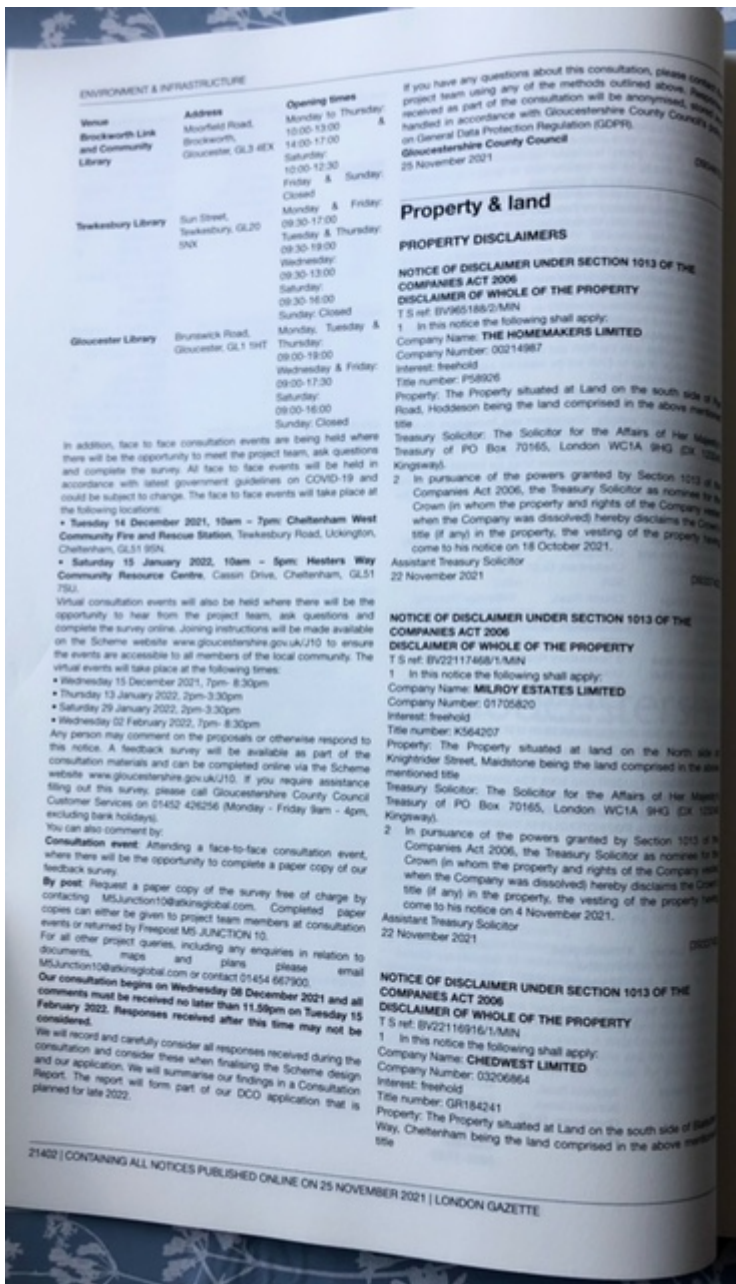 ENVIRONMENT & INFRASTRUCTURE
Venue Address Opening times
Brockworth Link Moorfield Road, Monday to Thursday:
and Community Brockworth, 10:00-13:00 &
Library Gloucester, GL3 4EX 14:00-17:00
Saturday:
10:00-12:30
Friday & Sunday:
Closed
Tewkesbury Library Sun Street, Monday & Friday:
Tewkesbury, GL20 09:30-17:00
5NX Tuesday & Thursday:
09:30-19:00
Wednesday:
09:30-13:00
Saturday:
09:30-16:00
Sunday: Closed
Gloucester Library Brunswick Road, Monday, Tuesday &
Gloucester, GL1 1HT Thursday:
09:00-19:00
Wednesday & Friday:
09:00-17:30
Saturday:
09:00-16:00
Sunday: Closed
In addition, face to face consultation events are being held where
there will be the opportunity to meet the project team, ask questions
and complete the survey. All face to face events will be held in
accordance with latest government guidelines on COVID-19 and
could be subject to change. The face to face events will take place at
the following locations:
• Tuesday 14 December 2021, 10am – 7pm: Cheltenham West
Community Fire and Rescue Station, Tewkesbury Road, Uckington,
Cheltenham, GL51 9SN.
• Saturday 15 January 2022, 10am – 5pm: Hesters Way
Community Resource Centre, Cassin Drive, Cheltenham, GL51
7SU.
Virtual consultation events will also be held where there will be the
opportunity to hear from the project team, ask questions and
complete the survey online. Joining instructions will be made available
on the Scheme website www.gloucestershire.gov.uk/J10 to ensure
the events are accessible to all members of the local community. The
virtual events will take place at the following times:
• Wednesday 15 December 2021, 7pm- 8:30pm
• Thursday 13 January 2022, 2pm-3:30pm
• Saturday 29 January 2022, 2pm-3:30pm
• Wednesday 02 February 2022, 7pm- 8:30pm
Any person may comment on the proposals or otherwise respond to
this notice. A feedback survey will be available as part of the
consultation materials and can be completed online via the Scheme
website www.gloucestershire.gov.uk/J10. If you require assistance
filling out this survey, please call Gloucestershire County Council
Customer Services on 01452 426256 (Monday - Friday 9am - 4pm,
excluding bank holidays).
You can also comment by:
Consultation event: Attending a face-to-face consultation event,
where there will be the opportunity to complete a paper copy of our
feedback survey.
By post: Request a paper copy of the survey free of charge by
contacting M5Junction10@atkinsglobal.com. Completed paper
copies can either be given to project team members at consultation
events or returned by Freepost M5 JUNCTION 10.
For all other project queries, including any enquiries in relation to
documents, maps and plans please email
M5Junction10@atkinsglobal.com or contact 01454 667900.
Our consultation begins on Wednesday 08 December 2021 and all
comments must be received no later than 11.59pm on Tuesday 15
February 2022. Responses received after this time may not be
considered.
We will record and carefully consider all responses received during the
consultation and consider these when finalising the Scheme design
and our application. We will summarise our findings in a Consultation
Report. The report will form part of our DCO application that is
planned for late 2022.
If you have any questions about this consultation, please contact
project team using any of the methods outlined above.
received as part of the consultation will be anonymised,
handled in accordance with Gloucestershire County Council's
on General Data Protection Regulation (GDPR).
Gloucestershire County Council
25 November 2021
Property & land
PROPERTY DISCLAIMERS
NOTICE OF DISCLAIMER UNDER SECTION 1013 OF THE
COMPANIES ACT 2006
DISCLAIMER OF WHOLE OF THE PROPERTY
T S ref: BV965188/2/MIN
1 In this notice the following shall apply:
Company Name: THE HOMEMAKERS LIMITED
Company Number: 00214987
Interest: freehold
Title number: P58926
Property: The Property situated at Land on the south side of
Road, Hoddeson being the land comprised in the above mentioned
title
Treasury Solicitor: The Solicitor for the Affairs of Her Majesty's
Treasury of PO Box 70165, London WC1A 9HG (DX
Kingsway).
2 In pursuance of the powers granted by Section 1013 of the
Companies Act 2006, the Treasury Solicitor as nominee for the
Crown (in whom the property and rights of the Company
when the Company was dissolved) hereby disclaims the Crown
title (if any) in the property, the vesting of the property having
come to his notice on 18 October 2021.
Assistant Treasury Solicitor
22 November 2021
NOTICE OF DISCLAIMER UNDER SECTION 1013 OF THE
COMPANIES ACT 2006
DISCLAIMER OF WHOLE OF THE PROPERTY
T S ref: BV22117468/1/MIN
1 In this notice the following shall apply:
Company Name: MILROY ESTATES LIMITED
Company Number: 01705820
Interest: freehold
Title number: K564207
Property: The Property situated at land on the North side of
Knightrider Street, Maidstone being the land comprised in the above
mentioned title
Treasury Solicitor: The Solicitor for the Affairs of Her Majesty's
Treasury of PO Box 70165, London WC1A 9HG (DX
Kingsway).
2 In pursuance of the powers granted by Section 1013 of the
Companies Act 2006, the Treasury Solicitor as nominee for the
Crown (in whom the property and rights of the Company
when the Company was dissolved) hereby disclaims the Crown
title (if any) in the property, the vesting of the property having
come to his notice on 4 November 2021.
Assistant Treasury Solicitor
22 November 2021
NOTICE OF DISCLAIMER UNDER SECTION 1013 OF THE
COMPANIES ACT 2006
DISCLAIMER OF WHOLE OF THE PROPERTY
T S ref: BV22116916/1/MIN
1 In this notice the following shall apply:
Company Name: CHEDWEST LIMITED
Company Number: 03206864
Interest: freehold
Title number: GR184241
Property: The Property situated at Land on the south side of
Way, Cheltenham being the land comprised in the above mentioned
title
21402 | CONTAINING ALL NOTICES PUBLISHED ONLINE ON 25 NOVEMBER 2021 | LONDON GAZETTE